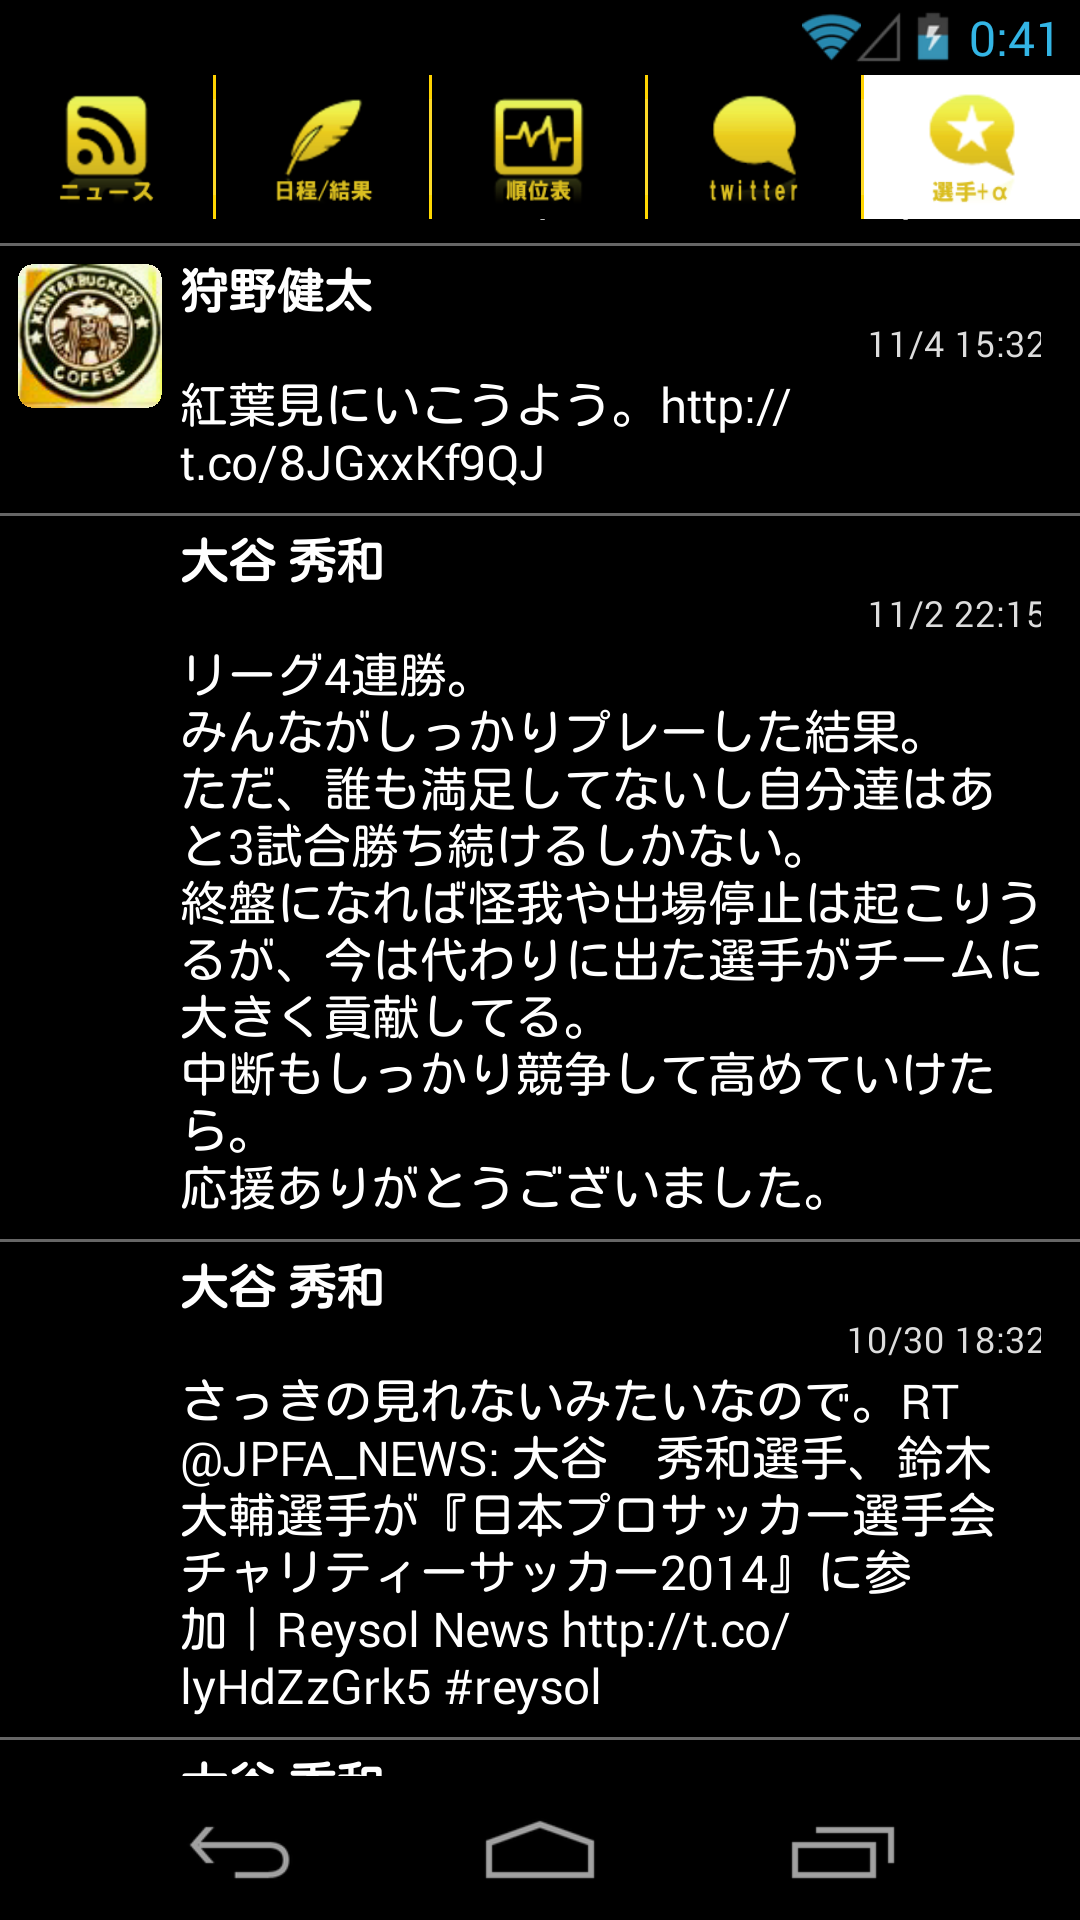 0:41
ニュース
日程/結果
順位表
twitter
選手+α
KENTARBUCKS28
COFFEE
狩野健太
11/4 15:32
紅葉見にいこうよう。http://
t.co/8JGxxKf9QJ
大谷 秀和
11/2 22:15
リーグ4連勝。
みんながしっかりプレーした結果。
ただ、誰も満足してないし自分達はあ
と3試合勝ち続けるしかない。
終盤になれば怪我や出場停止は起こりう
るが、今は代わりに出た選手がチームに
大きく貢献してる。
中断もしっかり競争して高めていけた
ら。
応援ありがとうございました。
大谷 秀和
10/30 18:32
さっきの見れないみたいなので。RT
@JPFA_NEWS: 大谷　秀和選手、鈴木
大輔選手が『日本プロサッカー選手会
チャリティーサッカー2014』に参
加｜Reysol News http://t.co/
lyHdZzGrk5 #reysol
大谷 秀和